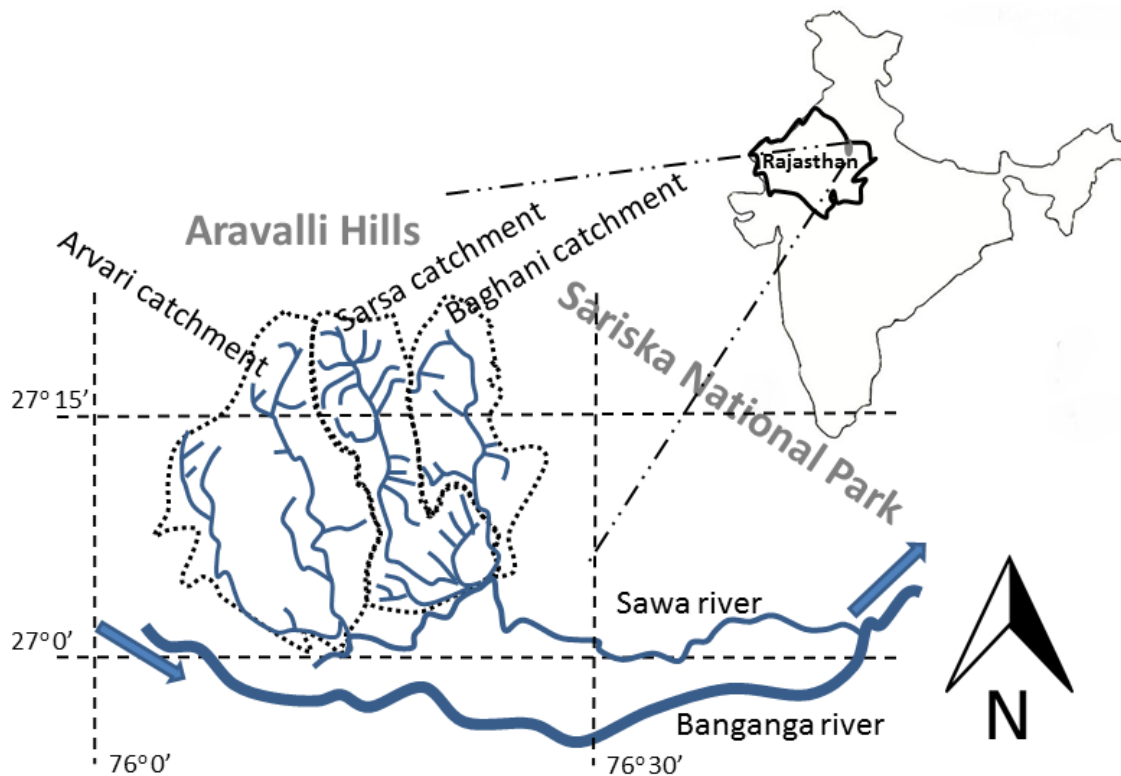 Rajasthan
Aravalli Hills
Arvari catchment
Sarsa catchment
Baghani catchment
Sariska National Park
27° 15’
Sawa river
27° 0’
Banganga river
N
76° 0’
76° 30’